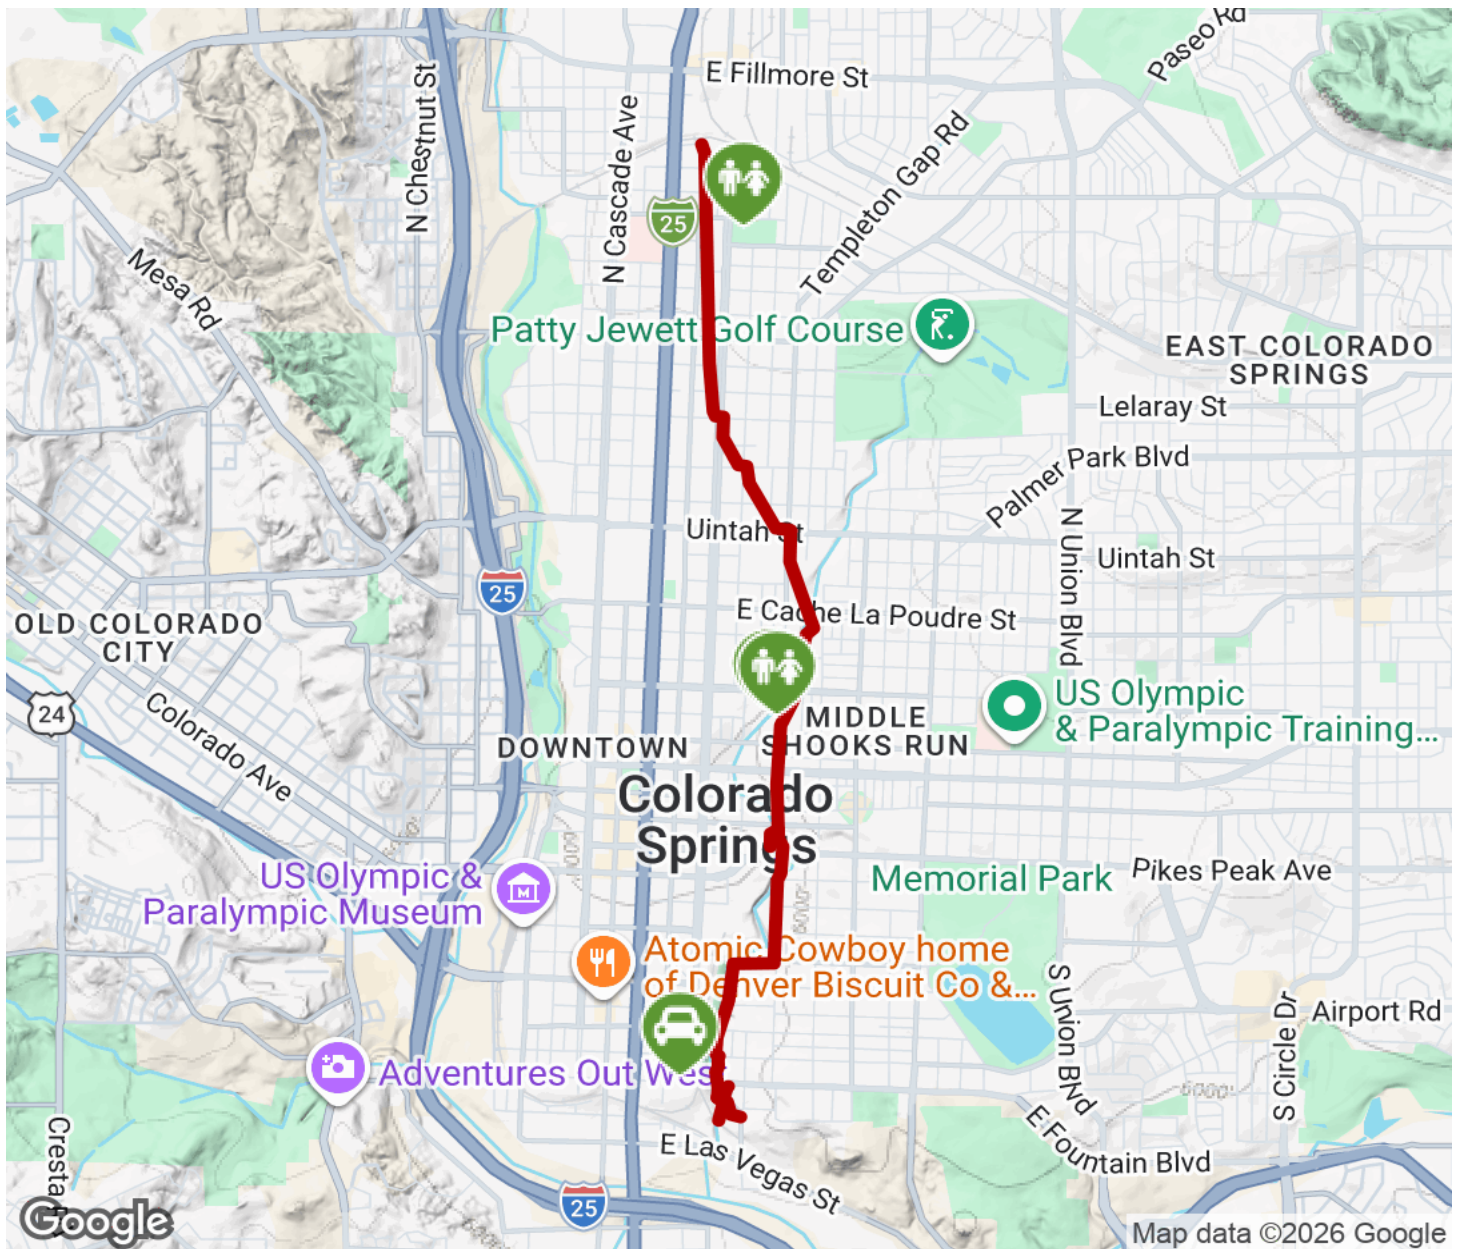 E Fillmore St
Paseo Rd
N Chestnut St
N Cascade Ave
Templeton Gap Rd
25
Mesa Rd
Patty Jewett Golf Course
EAST COLORADO
SPRINGS
Lelaray St
Palmer Park Blvd
Uintah St
N Union Blvd
Uintah St
25
E Cache La Poudre St
OLD COLORADO
CITY
24
Colorado Ave
US Olympic
& Paralympic Training...
MIDDLE
SHOOKS RUN
DOWNTOWN
Colorado
Springs
Pikes Peak Ave
Memorial Park
US Olympic &
Paralympic Museum
M
6000
Atomic Cowboy home
of Denver Biscuit Co &...
S Union Blvd
S Circle Dr
Airport Rd
Adventures Out Wes
6000
E Fountain Blvd
E Las Vegas St
25
Google
Map data ©2026 Google